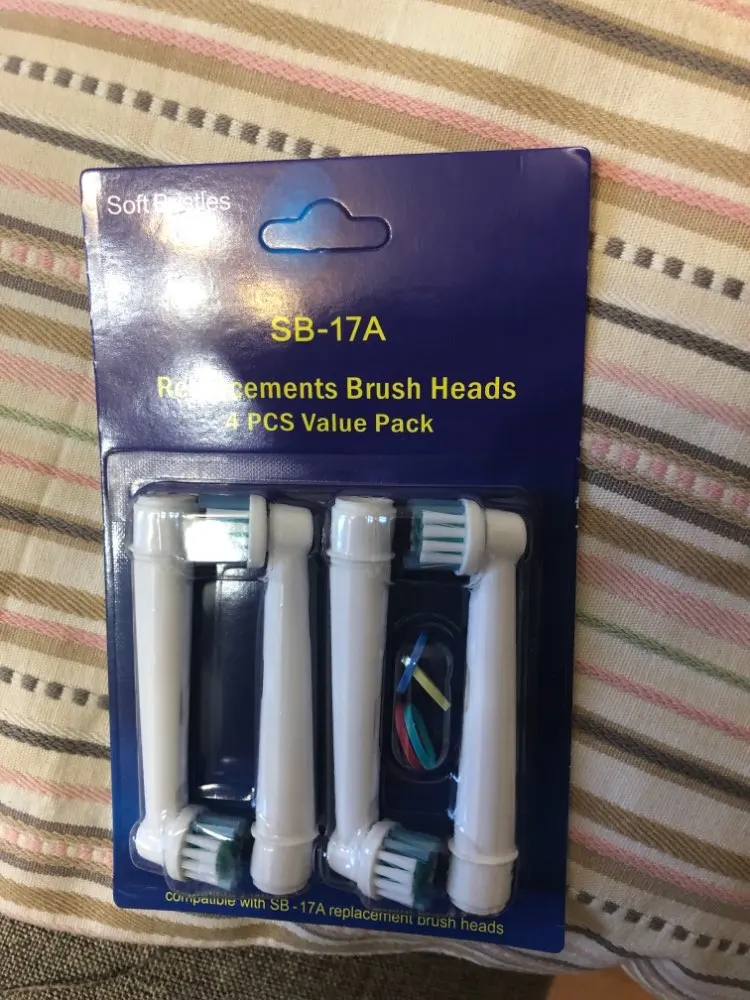 Soft Bristles
SB-17A
Replacements Brush Heads
4 PCS Value Pack
compatible with SB-17A replacement brush heads